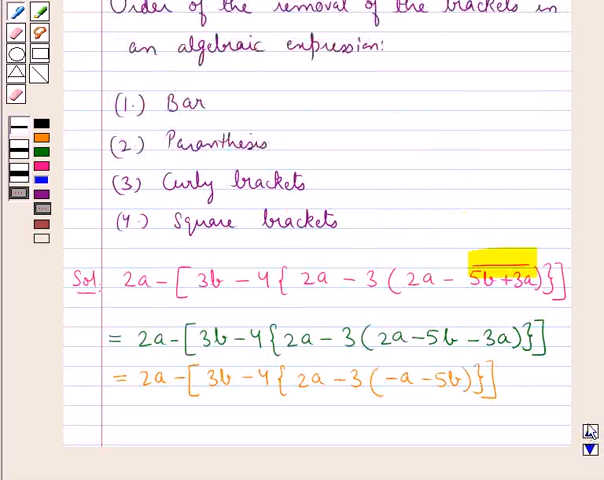 Order of the removal of the brackets in
an algebraic expression:
(1.) Bar
(2) Paranthesis
(3) Curly brackets
(4.) Square brackets
Sol. 2a - [ 3b - 4 { 2a - 3 ( 2a - \overline{5b + 3a} ) } ]
= 2a - [ 3b - 4 { 2a - 3 ( 2a - 5b - 3a ) } ]
= 2a - [ 3b - 4 { 2a - 3 ( -a - 5b ) } ]